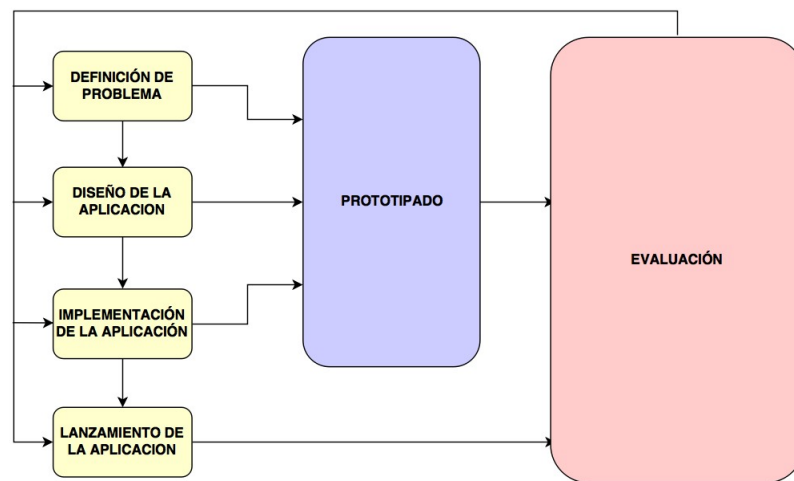 DEFINICIÓN DE
PROBLEMA
DISEÑO DE LA
APLICACION
IMPLEMENTACIÓN
DE LA APLICACIÓN
LANZAMIENTO DE
LA APLICACION
PROTOTIPADO
EVALUACIÓN